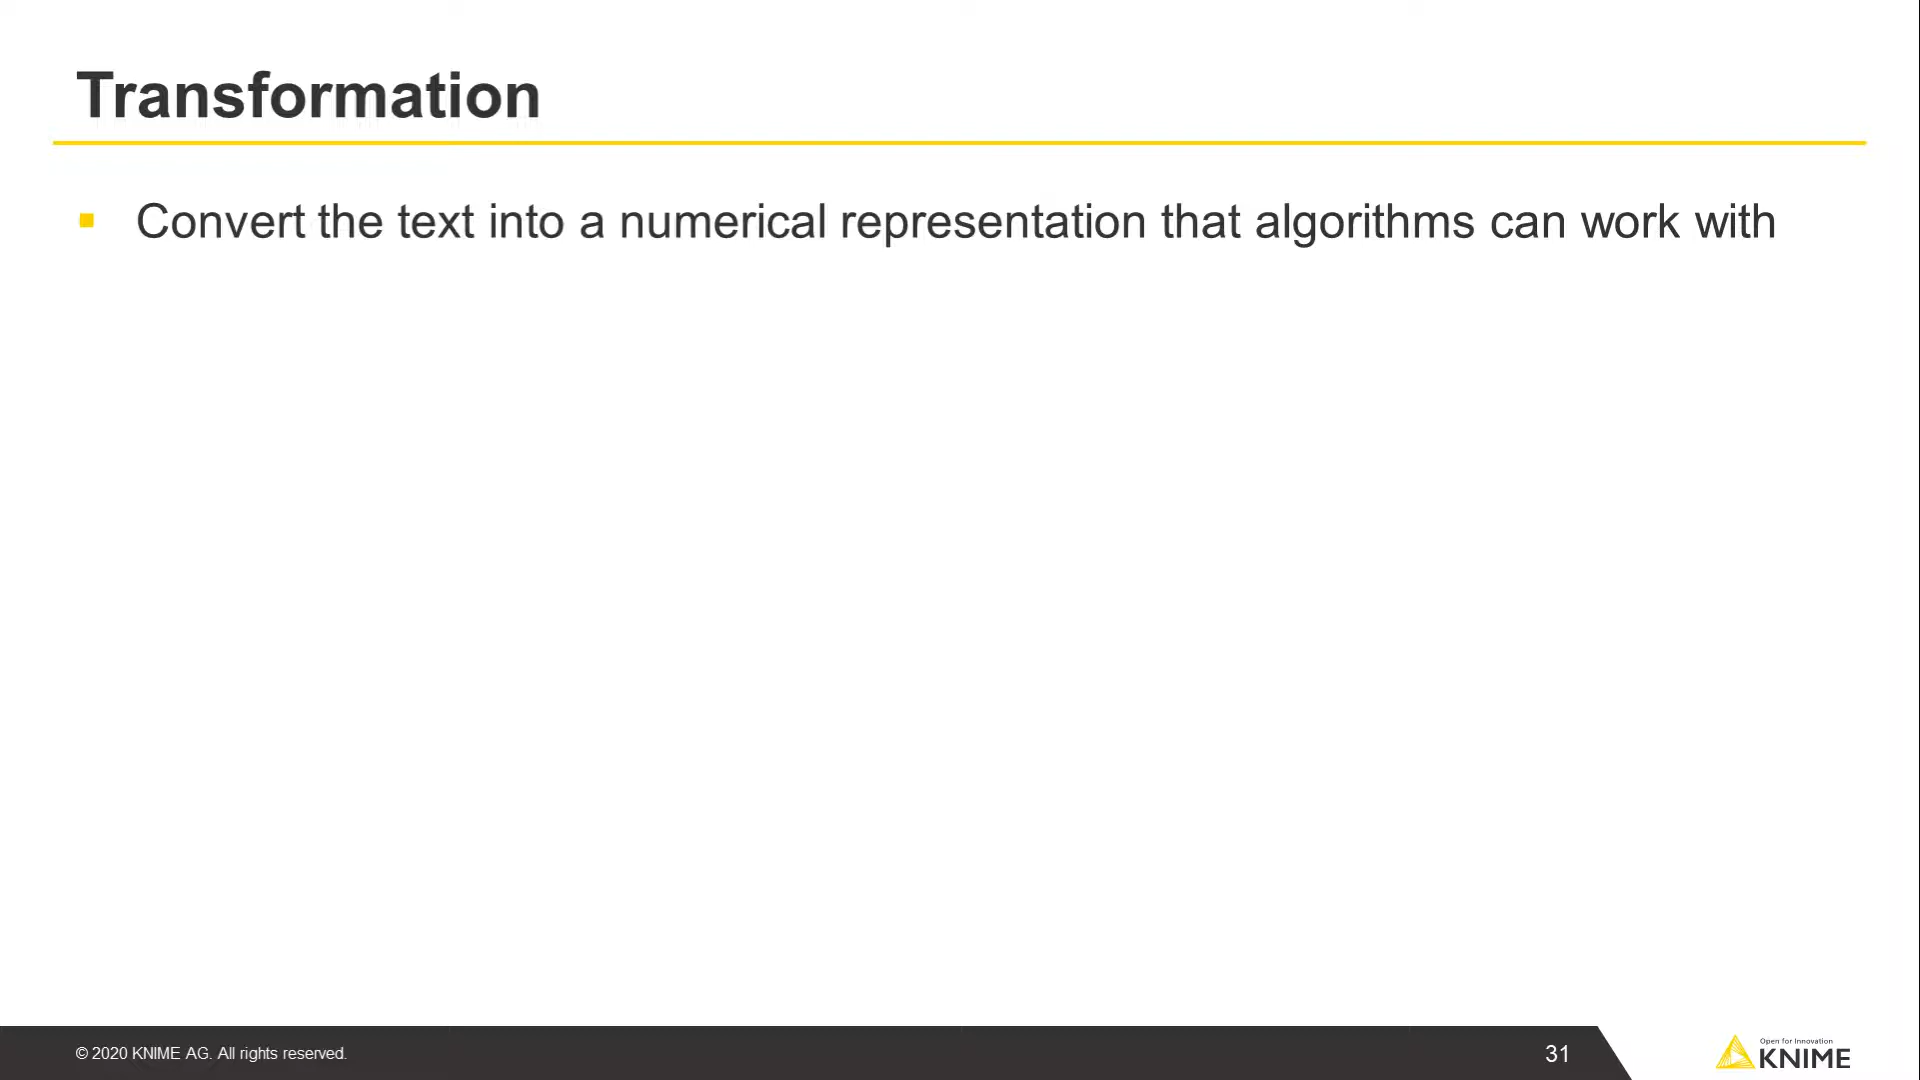 Transformation
Convert the text into a numerical representation that algorithms can work with
© 2020 KNIME AG. All rights reserved.
31
Open for Innovation
KNIME